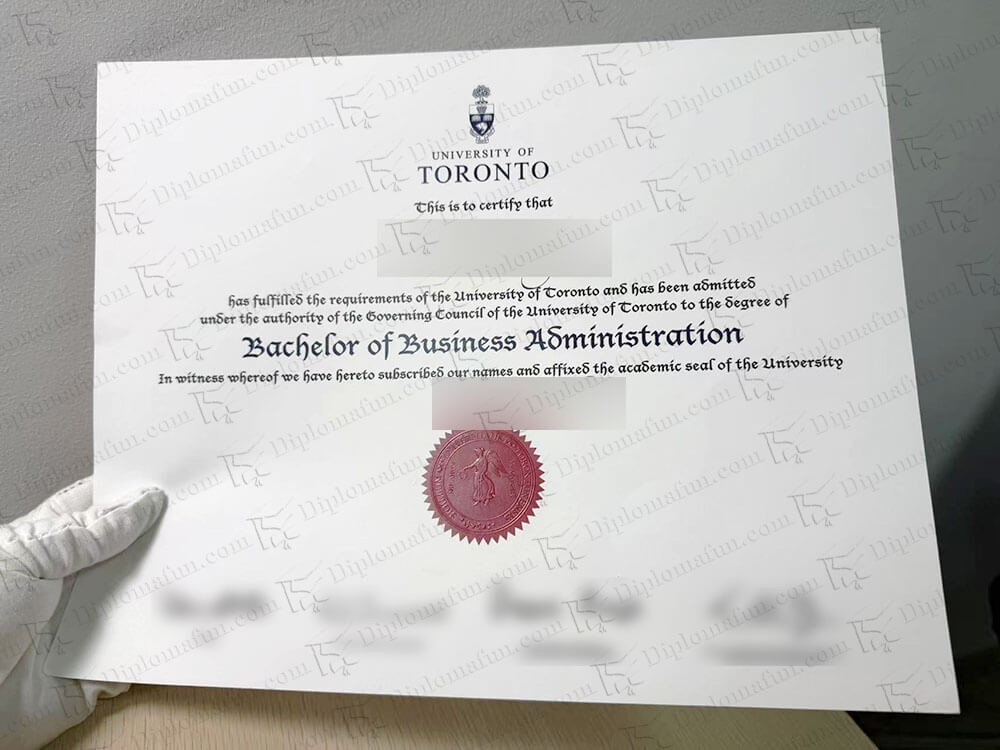 UNIVERSITY OF
TORONTO
This is to certify that
has fulfilled the requirements of the University of Toronto and has been admitted
under the authority of the Governing Council of the University of Toronto to the degree of
Bachelor of Business Administration
In witness whereof we have hereto subscribed our names and affixed the academic seal of the University
Diplomafun.com